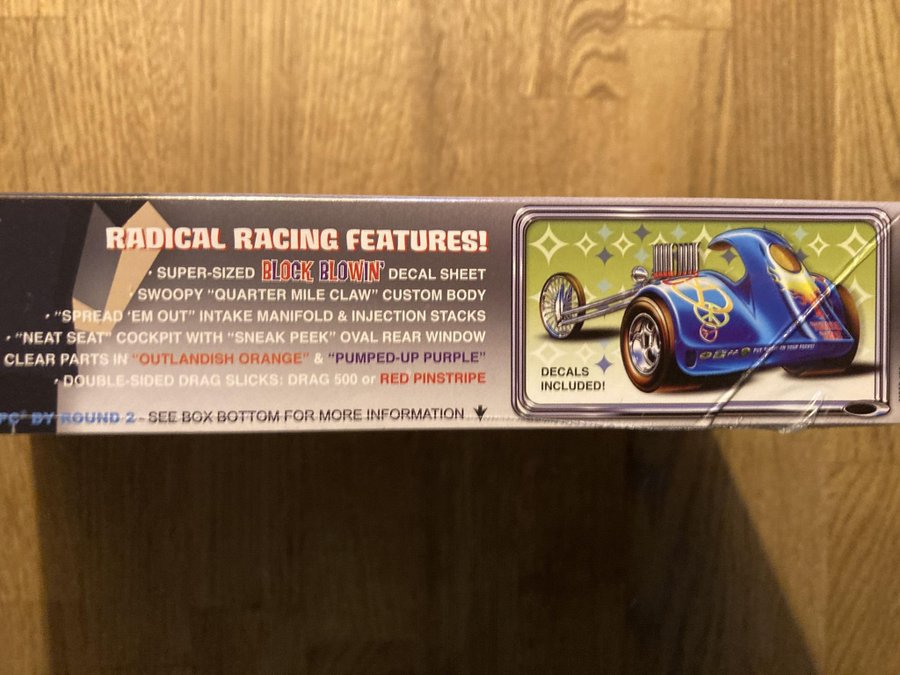 RADICAL RACING FEATURES!
• SUPER-SIZED BLOCK BLOWIN' DECAL SHEET
• SWOOPY "QUARTER MILE CLAW" CUSTOM BODY
• "SPREAD 'EM OUT" INTAKE MANIFOLD & INJECTION STACKS
• "NEAT SEAT" COCKPIT WITH "SNEAK PEEK" OVAL REAR WINDOW
CLEAR PARTS IN "OUTLANDISH ORANGE" & "PUMPED-UP PURPLE"
• DOUBLE-SIDED DRAG SLICKS: DRAG 500 or RED PINSTRIPE
BY ROUND 2 - SEE BOX BOTTOM FOR MORE INFORMATION
DECALS
INCLUDED!